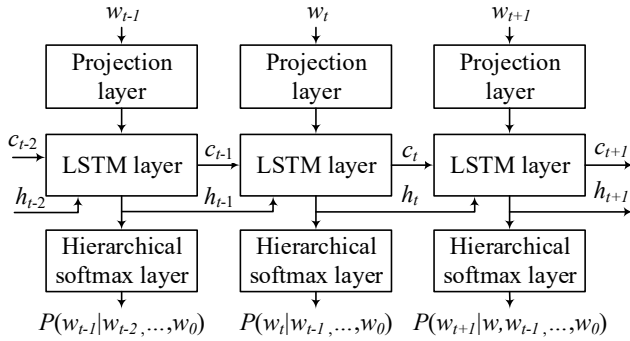 w_{t-1} w_t w_{t+1}
Projection layer Projection layer Projection layer
c_{t-2} LSTM layer c_{t-1} LSTM layer c_t LSTM layer c_{t+1}
h_{t-2} h_{t-1} h_t h_{t+1}
Hierarchical softmax layer Hierarchical softmax layer Hierarchical softmax layer
P(w_{t-1}|w_{t-2},...,w_0) P(w_t|w_{t-1},...,w_0) P(w_{t+1}|w,w_{t-1},...,w_0)